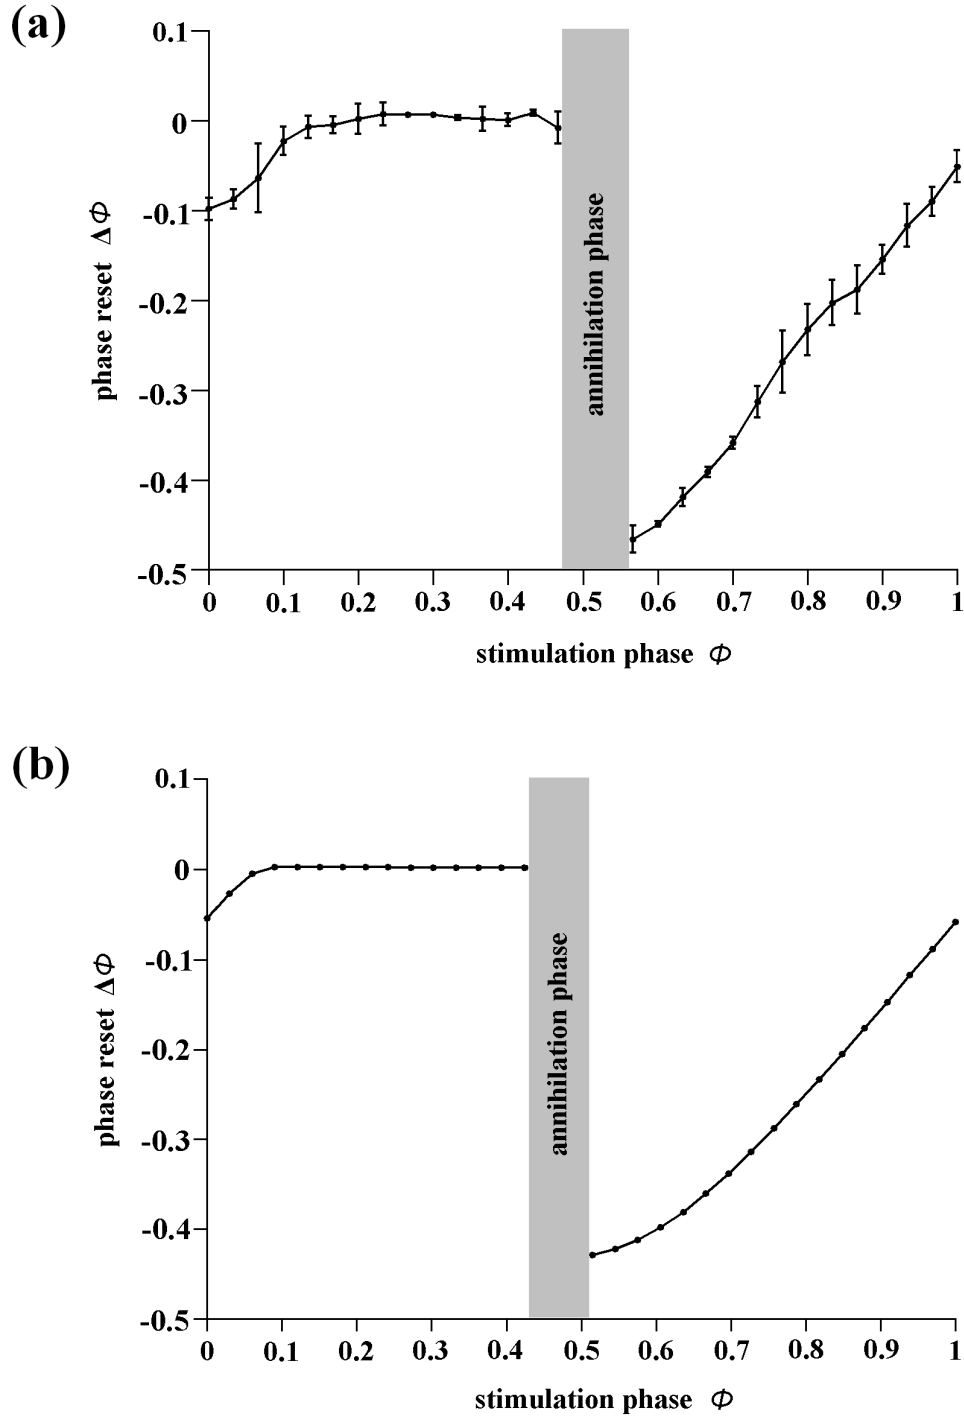 (a)
0.1
0
-0.1
-0.2
-0.3
-0.4
-0.5
phase reset ΔΦ
annihilation phase
0 0.1 0.2 0.3 0.4 0.5 0.6 0.7 0.8 0.9 1
stimulation phase Φ
(b)
0.1
0
-0.1
-0.2
-0.3
-0.4
-0.5
phase reset ΔΦ
annihilation phase
0 0.1 0.2 0.3 0.4 0.5 0.6 0.7 0.8 0.9 1
stimulation phase Φ